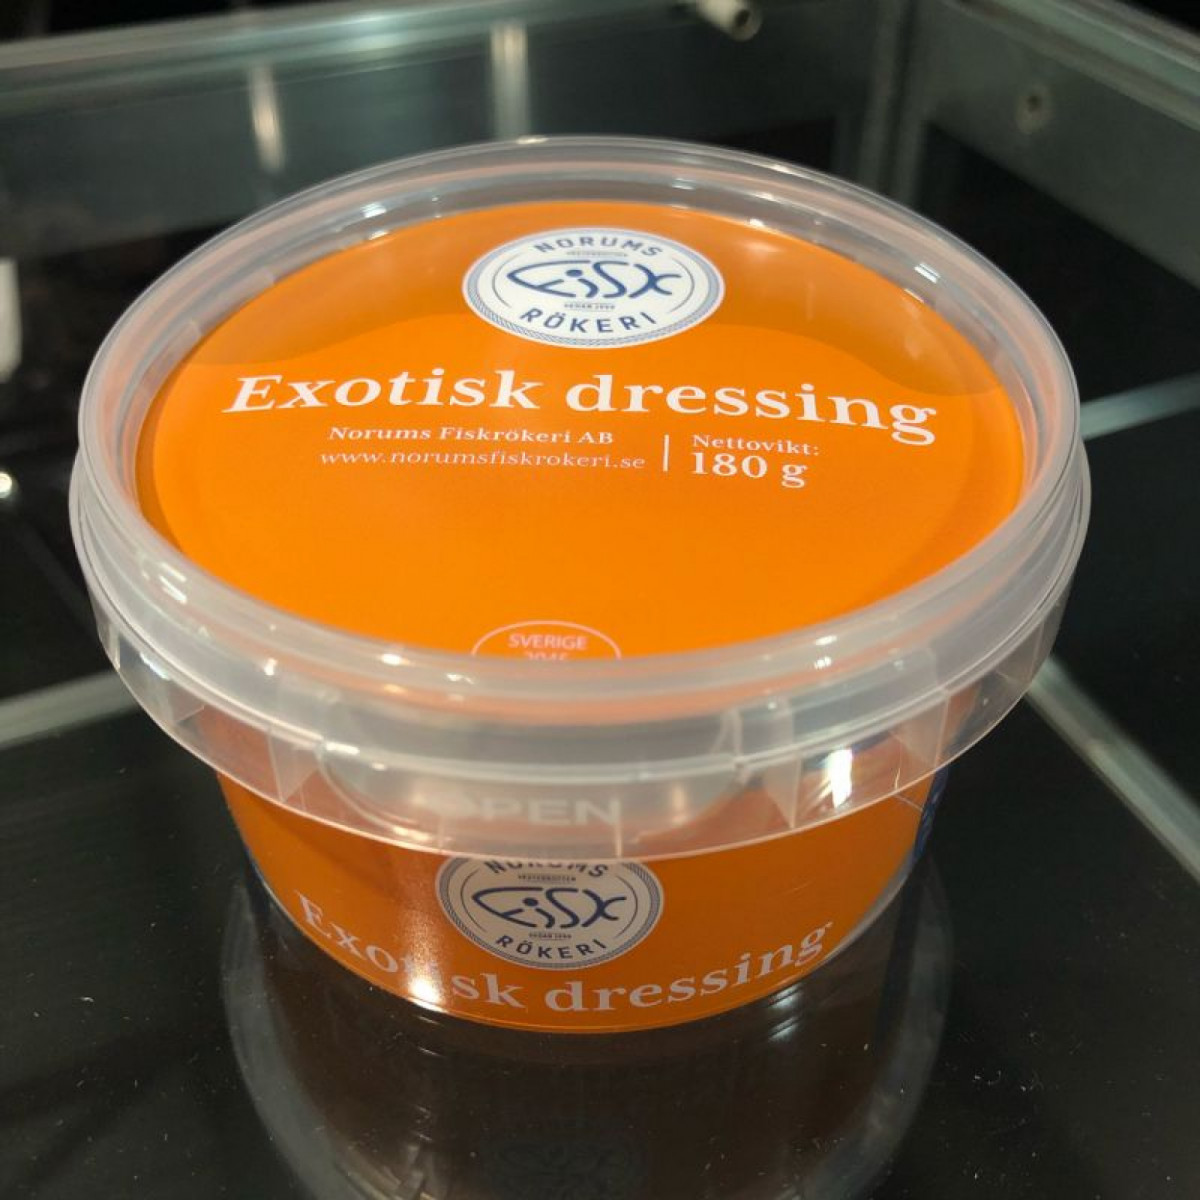 NORUMS
FISK
RÖKERI
Exotisk dressing
Norums Fiskrökeri AB
www.norumsfiskrokeri.se
Nettovikt:
180 g
SVERIGE
OPEN
NORUMS
FISK
RÖKERI
Exotisk dressing